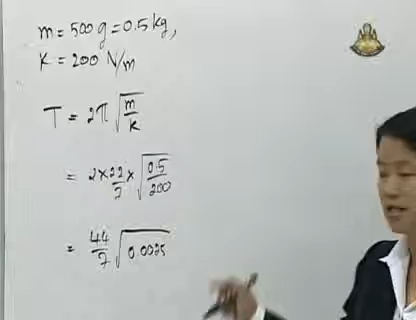 m = 500 g = 0.5 kg,
K = 200 N/m
T = 2π √(m/k)
= 2 × 22/7 × √(0.5/200)
= 44/7 √0.0025